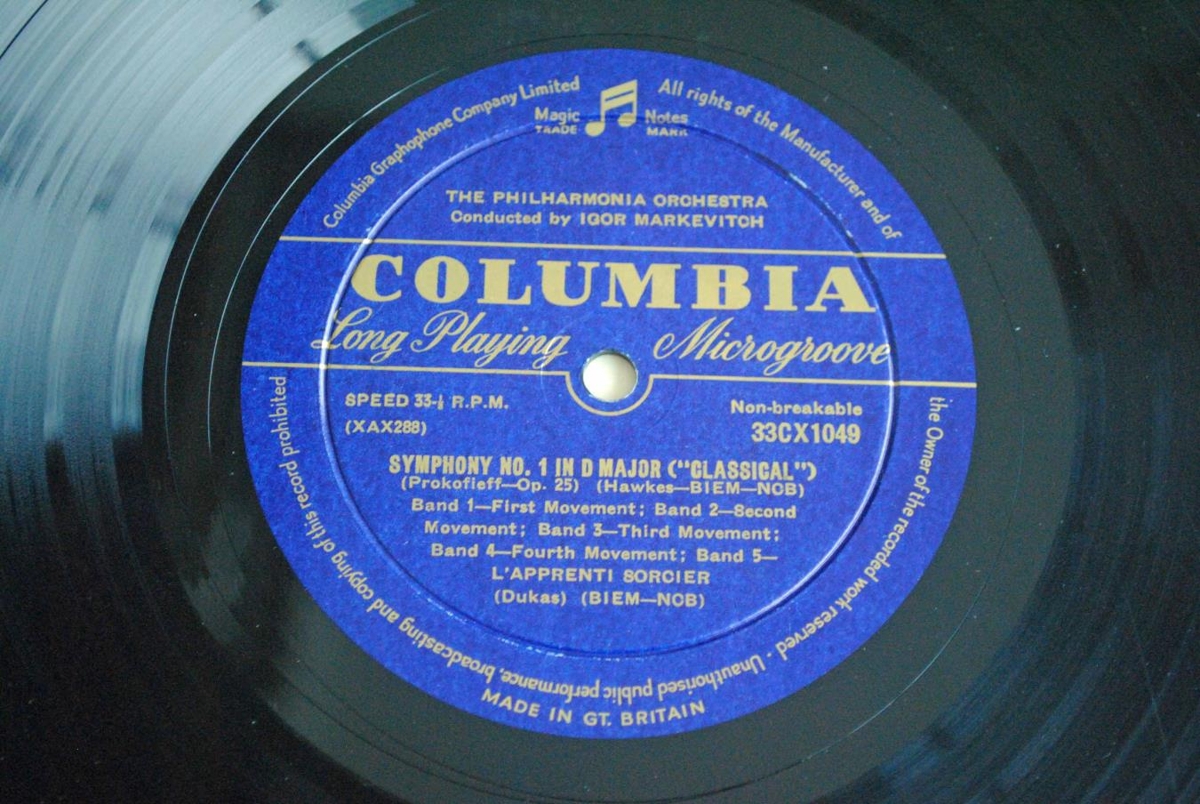 Columbia Graphophone Company Limited
Magic Notes
TRADE MARK
All rights of the Manufacturer and of
the Owner of the recorded work reserved · Unauthorised public performance, broadcasting and copying of this record prohibited
THE PHILHARMONIA ORCHESTRA
Conducted by IGOR MARKEVITCH
COLUMBIA
Long Playing Microgroove
SPEED 33-⅓ R.P.M.
Non-breakable
(XAX288)
33CX1049
SYMPHONY NO. 1 IN D MAJOR ("CLASSICAL")
(Prokofieff—Op. 25) (Hawkes—BIEM—NCB)
Band 1—First Movement; Band 2—Second
Movement; Band 3—Third Movement;
Band 4—Fourth Movement; Band 5—
L'APPRENTI SORCIER
(Dukas) (BIEM—NCB)
MADE IN GT. BRITAIN